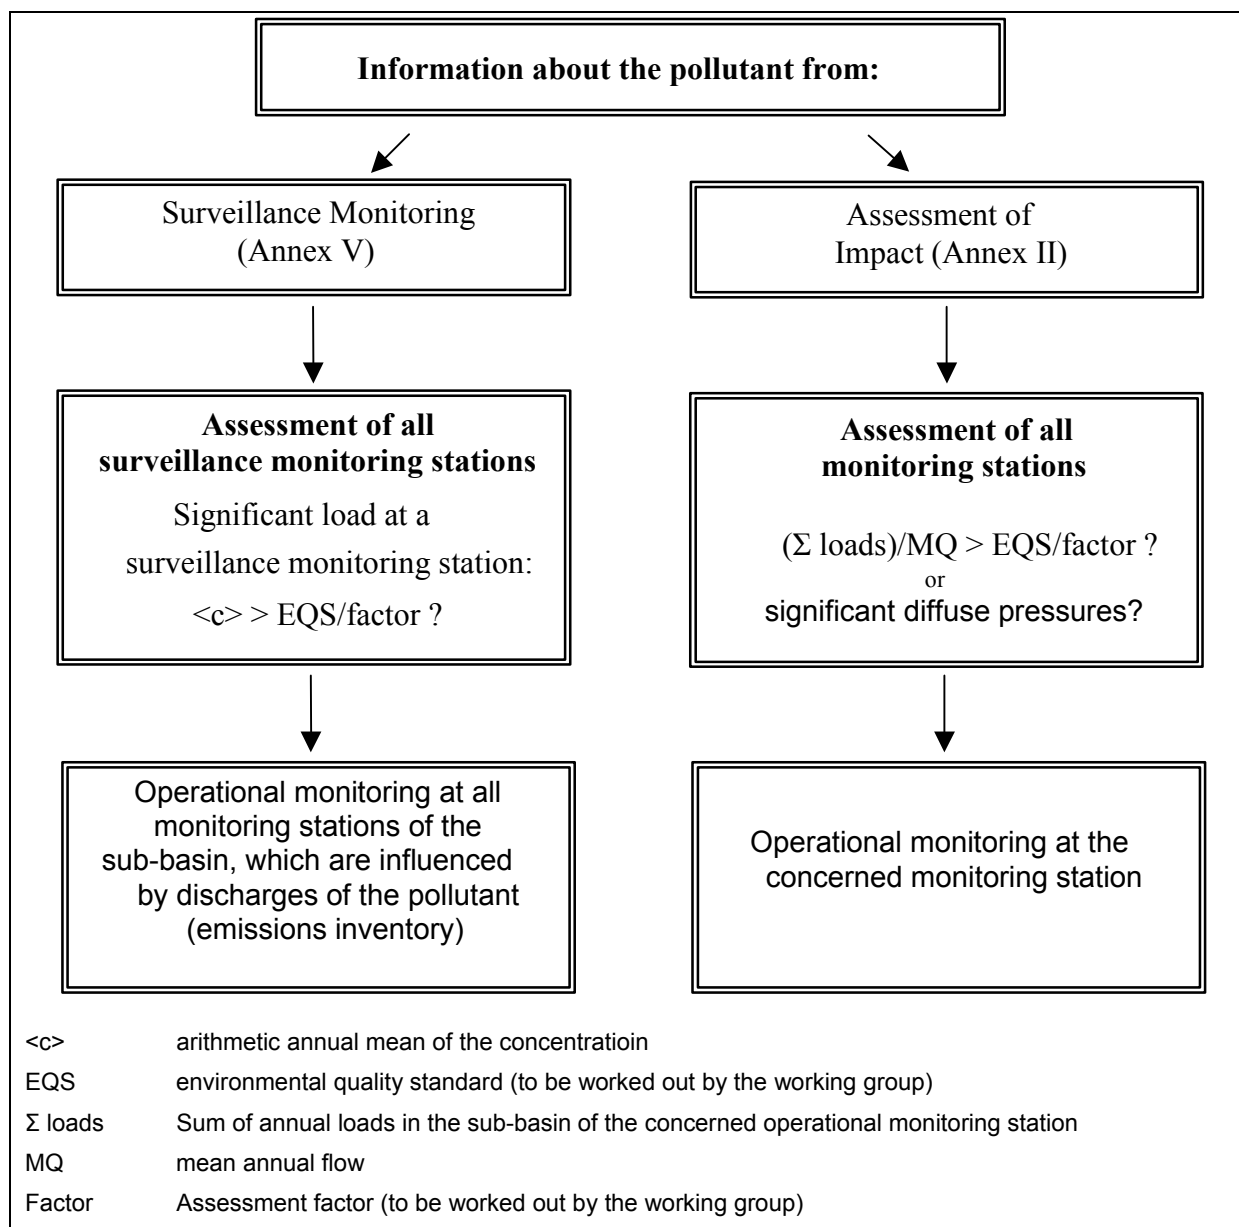 Information about the pollutant from:
Surveillance Monitoring
(Annex V)
Assessment of
Impact (Annex II)
Assessment of all
surveillance monitoring stations
Significant load at a
surveillance monitoring station:
<c> > EQS/factor ?
Assessment of all
monitoring stations
(Σ loads)/MQ > EQS/factor ?
or
significant diffuse pressures?
Operational monitoring at all
monitoring stations of the
sub-basin, which are influenced
by discharges of the pollutant
(emissions inventory)
Operational monitoring at the
concerned monitoring station
<c> arithmetic annual mean of the concentratioin
EQS environmental quality standard (to be worked out by the working group)
Σ loads Sum of annual loads in the sub-basin of the concerned operational monitoring station
MQ mean annual flow
Factor Assessment factor (to be worked out by the working group)